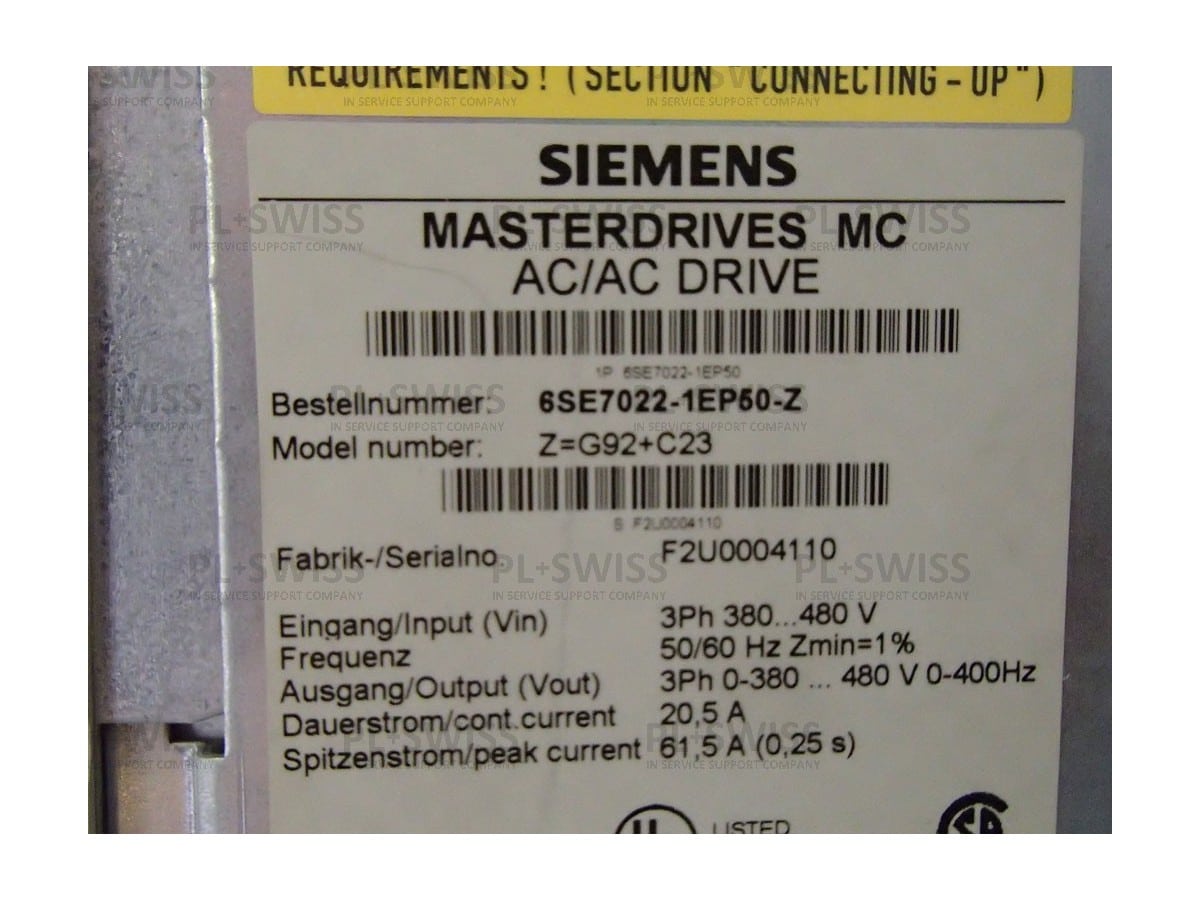 REQUIREMENTS! (SECTION "CONNECTING-UP")
SIEMENS
MASTERDRIVES MC
AC/AC DRIVE
1P 6SE7022-1EP50
Bestellnummer: 6SE7022-1EP50-Z
Model number: Z=G92+C23
S F2U0004110
Fabrik-/Serialno. F2U0004110
Eingang/Input (Vin) 3Ph 380...480 V
Frequenz 50/60 Hz Zmin=1%
Ausgang/Output (Vout) 3Ph 0-380 ... 480 V 0-400Hz
Dauerstrom/cont.current 20,5 A
Spitzenstrom/peak current 61,5 A (0,25 s)
UL LISTED
PL+SWISS
IN SERVICE SUPPORT COMPANY